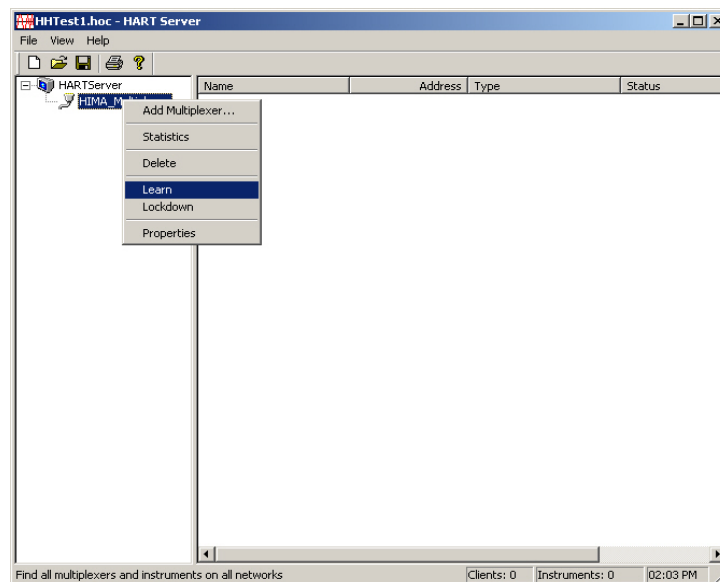 HHTest1.hoc - HART Server
File View Help
HARTServer
Name Address Type Status
Add Multiplexer...
Statistics
Delete
Learn
Lockdown
Properties
Find all multiplexers and instruments on all networks Clients: 0 Instruments: 0 02:03 PM